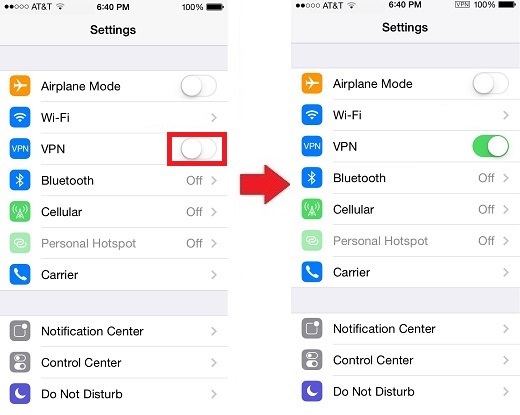 AT&T 6:40 PM 100%
Settings
Airplane Mode
Wi-Fi
VPN VPN
Bluetooth Off
Cellular Off
Personal Hotspot Off
Carrier
Notification Center
Control Center
Do Not Disturb
AT&T 6:40 PM VPN 100%
Settings
Airplane Mode
Wi-Fi
VPN VPN
Bluetooth Off
Cellular Off
Personal Hotspot Off
Carrier
Notification Center
Control Center
Do Not Disturb